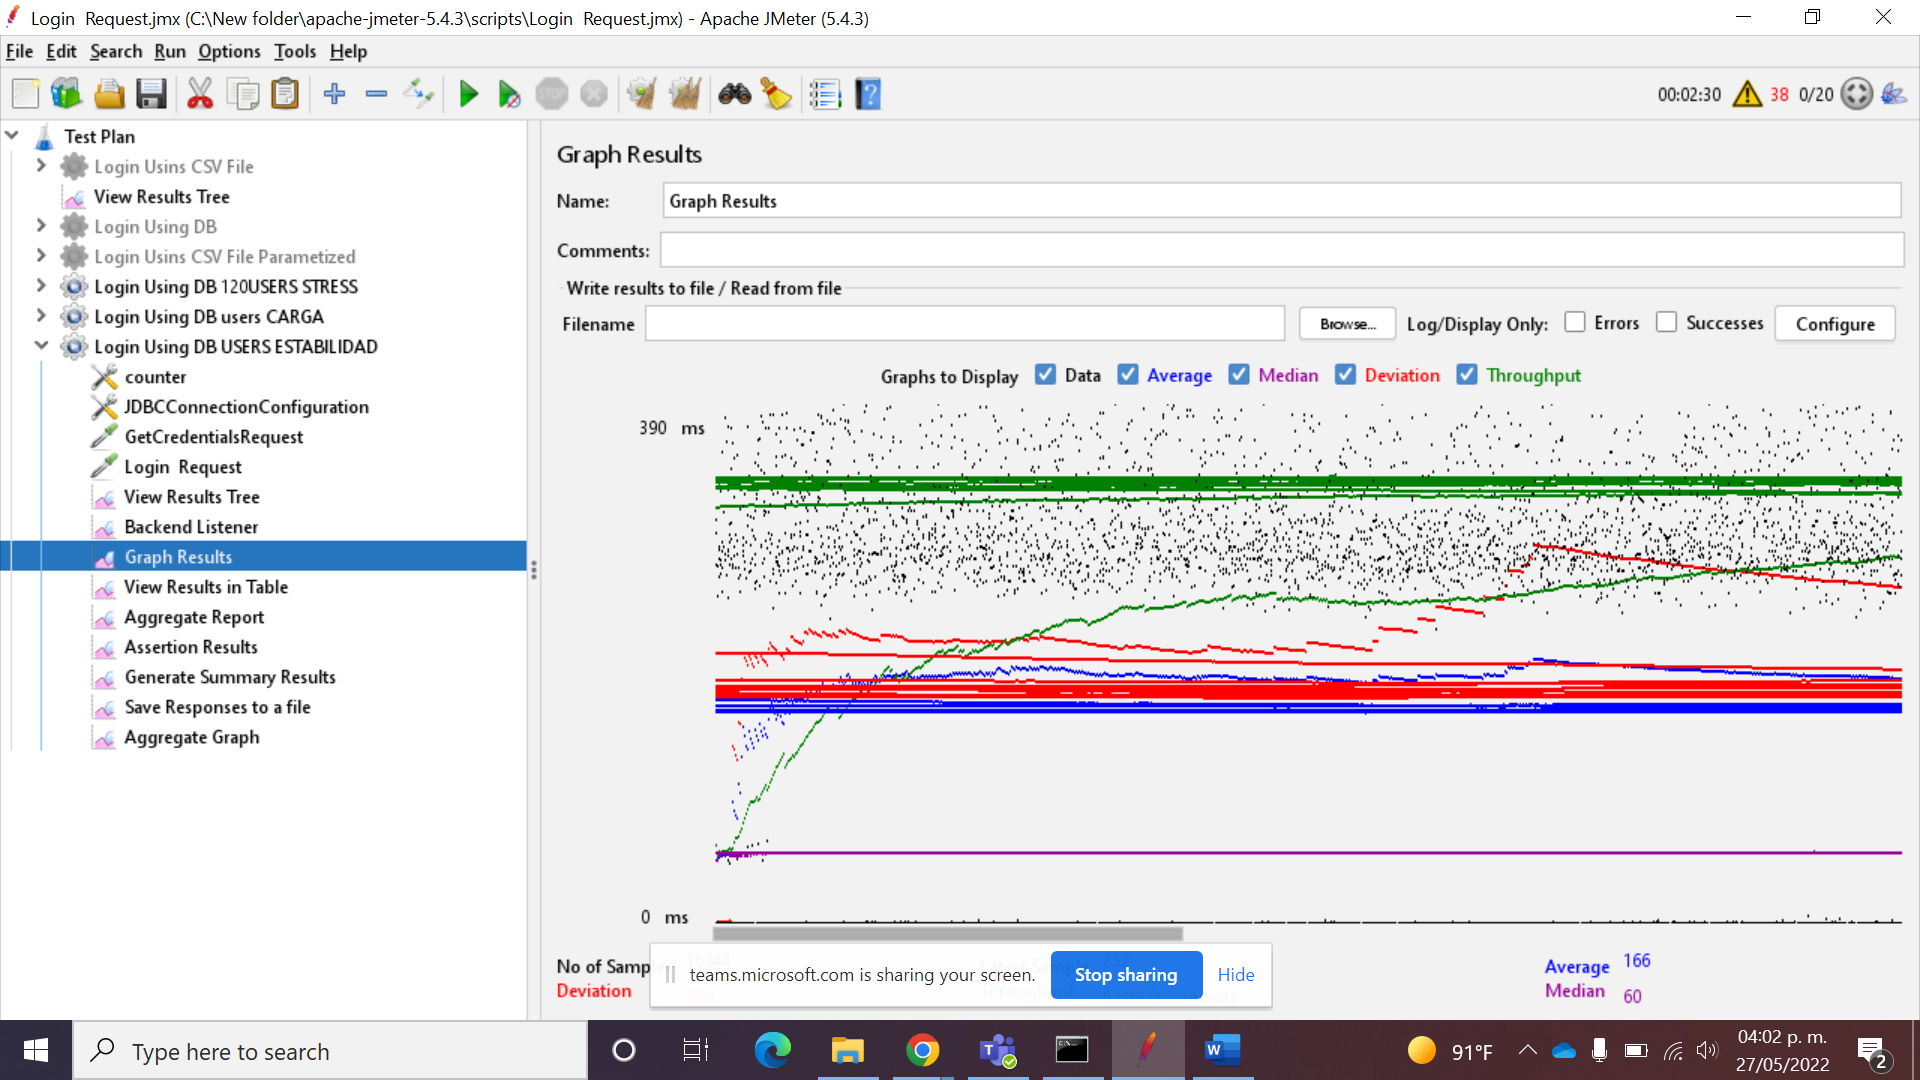 Login  Request.jmx (C:\New folder\apache-jmeter-5.4.3\scripts\Login  Request.jmx) - Apache JMeter (5.4.3)
File Edit Search Run Options Tools Help
STOP
00:02:30 38 0/20
Test Plan
Login Usins CSV File
View Results Tree
Login Using DB
Login Usins CSV File Parametized
Login Using DB 120USERS STRESS
Login Using DB users CARGA
Login Using DB USERS ESTABILIDAD
counter
JDBCConnectionConfiguration
GetCredentialsRequest
Login  Request
View Results Tree
Backend Listener
Graph Results
View Results in Table
Aggregate Report
Assertion Results
Generate Summary Results
Save Responses to a file
Aggregate Graph
Graph Results
Name: Graph Results
Comments:
Write results to file / Read from file
Filename Browse... Log/Display Only: Errors Successes Configure
Graphs to Display Data Average Median Deviation Throughput
390 ms
0 ms
No of Samp
Deviation
Average 166
Median 60
teams.microsoft.com is sharing your screen. Stop sharing Hide
Type here to search
91°F
04:02 p. m.
27/05/2022
2